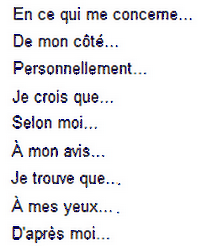 En ce qui me concerne...
De mon côté...
Personnellement...
Je crois que...
Selon moi...
À mon avis...
Je trouve que...
À mes yeux... .
D'après moi...